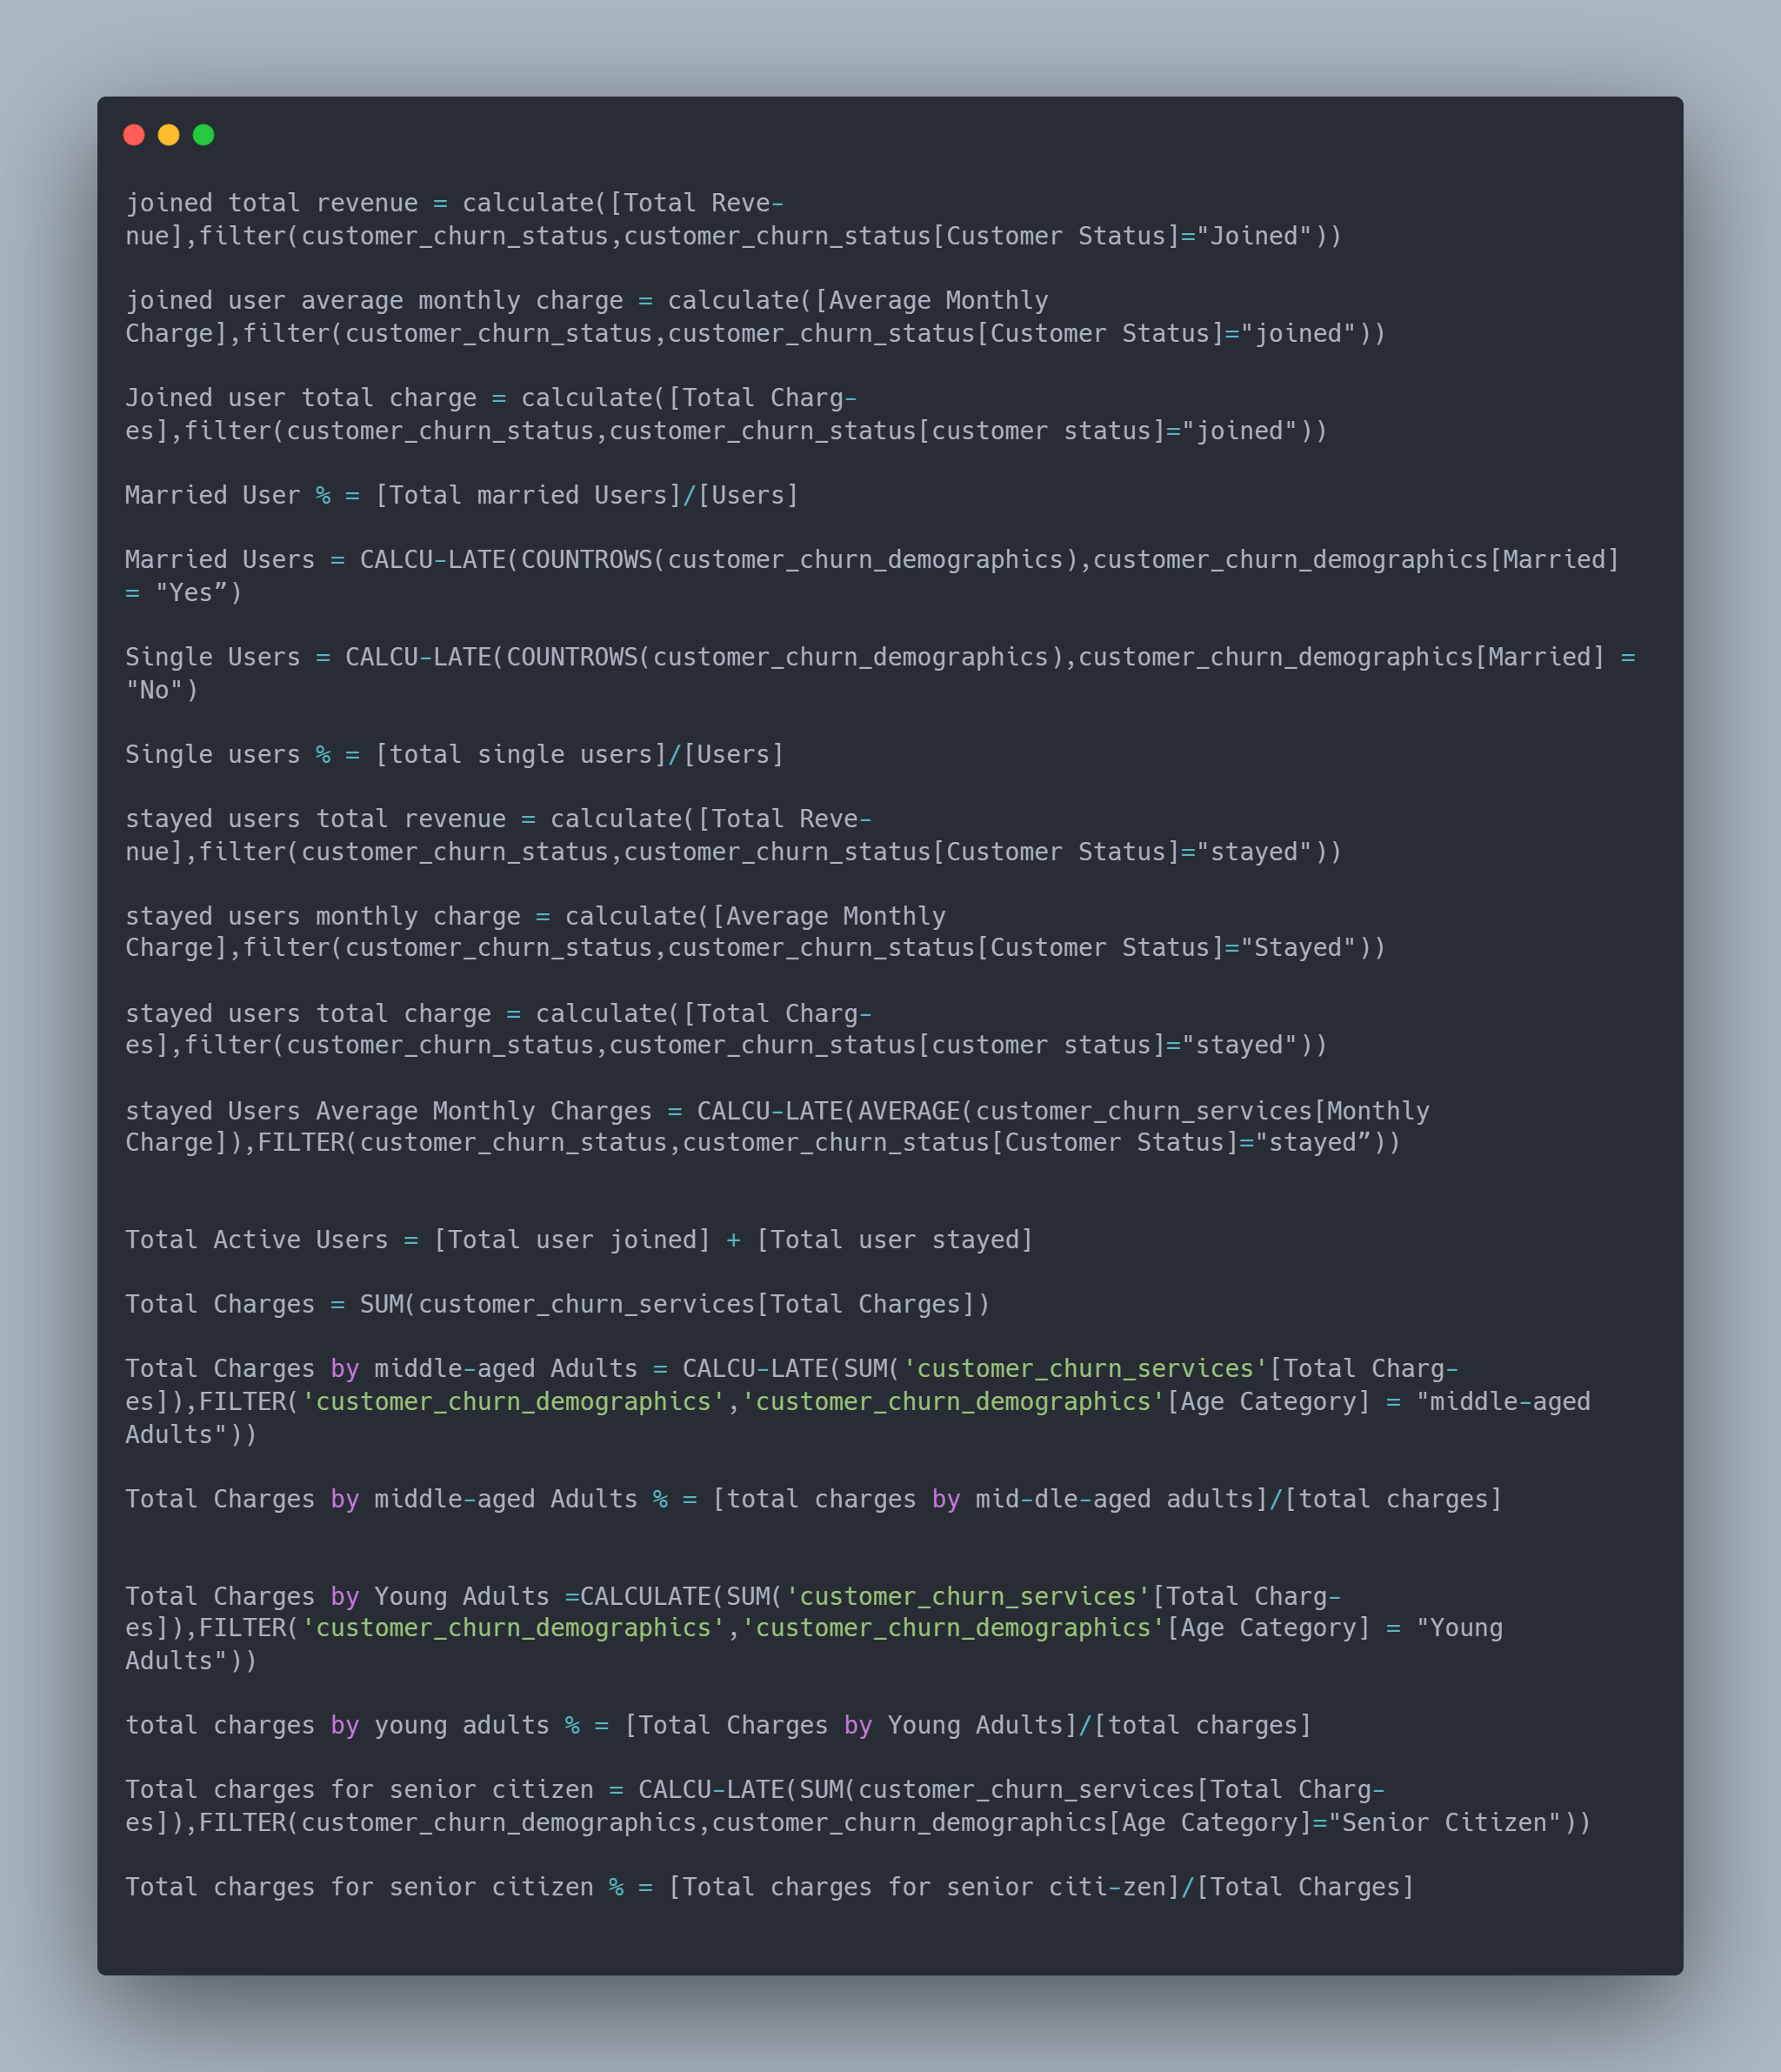 joined total revenue = calculate([Total Reve-
nue],filter(customer_churn_status,customer_churn_status[Customer Status]="Joined"))
joined user average monthly charge = calculate([Average Monthly
Charge],filter(customer_churn_status,customer_churn_status[Customer Status]="joined"))
Joined user total charge = calculate([Total Charg-
es],filter(customer_churn_status,customer_churn_status[customer status]="joined"))
Married User % = [Total married Users]/[Users]
Married Users = CALCU-LATE(COUNTROWS(customer_churn_demographics),customer_churn_demographics[Married]
= "Yes”)
Single Users = CALCU-LATE(COUNTROWS(customer_churn_demographics),customer_churn_demographics[Married] =
"No")
Single users % = [total single users]/[Users]
stayed users total revenue = calculate([Total Reve-
nue],filter(customer_churn_status,customer_churn_status[Customer Status]="stayed"))
stayed users monthly charge = calculate([Average Monthly
Charge],filter(customer_churn_status,customer_churn_status[Customer Status]="Stayed"))
stayed users total charge = calculate([Total Charg-
es],filter(customer_churn_status,customer_churn_status[customer status]="stayed"))
stayed Users Average Monthly Charges = CALCU-LATE(AVERAGE(customer_churn_services[Monthly
Charge]),FILTER(customer_churn_status,customer_churn_status[Customer Status]="stayed”))
Total Active Users = [Total user joined] + [Total user stayed]
Total Charges = SUM(customer_churn_services[Total Charges])
Total Charges by middle-aged Adults = CALCU-LATE(SUM('customer_churn_services'[Total Charg-
es]),FILTER('customer_churn_demographics','customer_churn_demographics'[Age Category] = "middle-aged
Adults"))
Total Charges by middle-aged Adults % = [total charges by mid-dle-aged adults]/[total charges]
Total Charges by Young Adults =CALCULATE(SUM('customer_churn_services'[Total Charg-
es]),FILTER('customer_churn_demographics','customer_churn_demographics'[Age Category] = "Young
Adults"))
total charges by young adults % = [Total Charges by Young Adults]/[total charges]
Total charges for senior citizen = CALCU-LATE(SUM(customer_churn_services[Total Charg-
es]),FILTER(customer_churn_demographics,customer_churn_demographics[Age Category]="Senior Citizen"))
Total charges for senior citizen % = [Total charges for senior citi-zen]/[Total Charges]